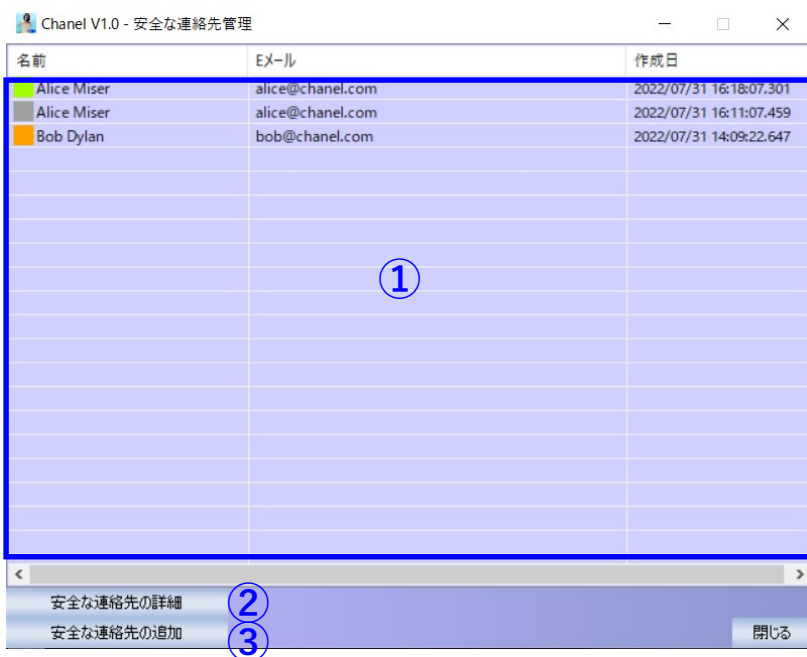 Chanel V1.0 - 安全な連絡先管理
名前 Eメール 作成日
Alice Miser alice@chanel.com 2022/07/31 16:18:07.301
Alice Miser alice@chanel.com 2022/07/31 16:11:07.459
Bob Dylan bob@chanel.com 2022/07/31 14:09:22.647
①
安全な連絡先の詳細 ②
安全な連絡先の追加 ③ 閉じる